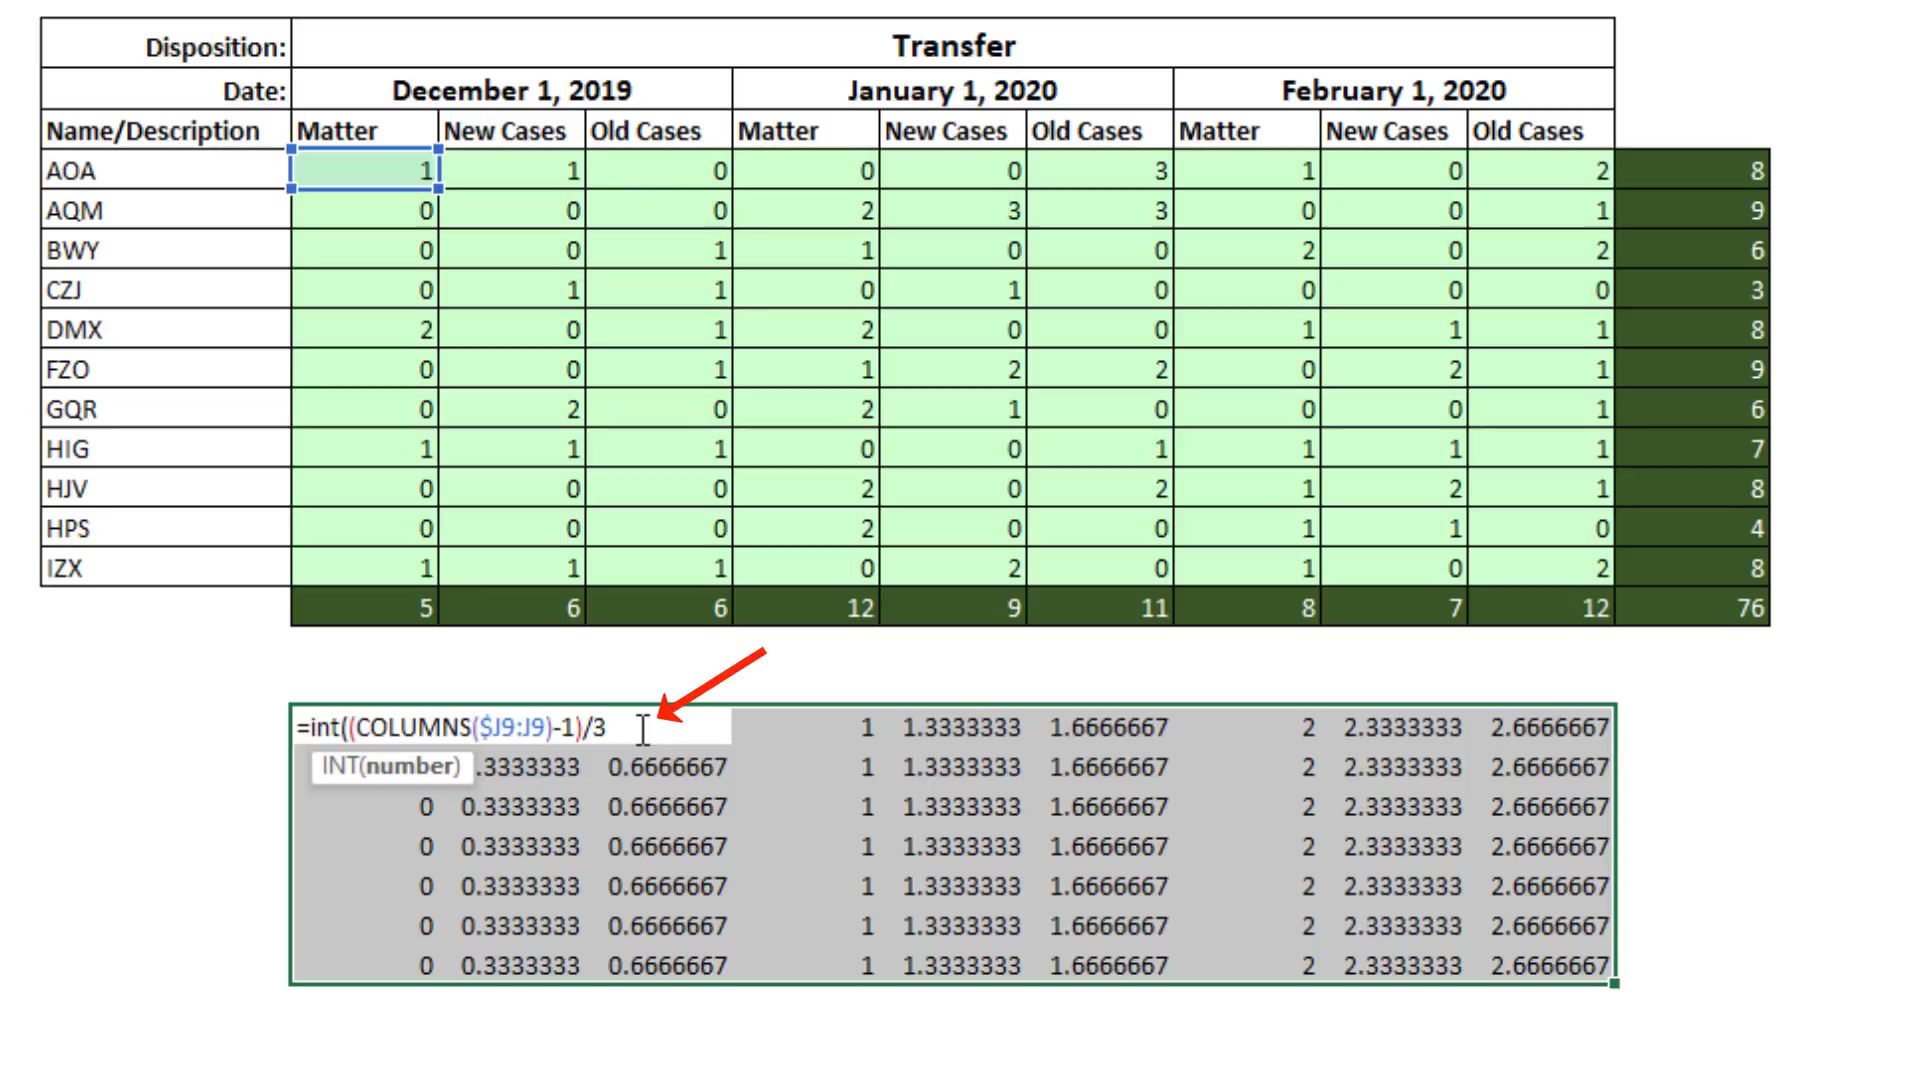 Disposition: Transfer
Date: December 1, 2019 January 1, 2020 February 1, 2020
Name/Description Matter New Cases Old Cases Matter New Cases Old Cases Matter New Cases Old Cases
AOA 1 1 0 0 0 3 1 0 2 8
AQM 0 0 0 2 3 3 0 0 1 9
BWY 0 0 1 1 0 0 2 0 2 6
CZJ 0 1 1 0 1 0 0 0 0 3
DMX 2 0 1 2 0 0 1 1 1 8
FZO 0 0 1 1 2 2 0 2 1 9
GQR 0 2 0 2 1 0 0 0 1 6
HIG 1 1 1 0 0 1 1 1 1 7
HJV 0 0 0 2 0 2 1 2 1 8
HPS 0 0 0 2 0 0 1 1 0 4
IZX 1 1 1 0 2 0 1 0 2 8
5 6 6 12 9 11 8 7 12 76
=int((COLUMNS($J9:J9)-1)/3 1 1.3333333 1.6666667 2 2.3333333 2.6666667
INT(number) .3333333 0.6666667 1 1.3333333 1.6666667 2 2.3333333 2.6666667
0 0.3333333 0.6666667 1 1.3333333 1.6666667 2 2.3333333 2.6666667
0 0.3333333 0.6666667 1 1.3333333 1.6666667 2 2.3333333 2.6666667
0 0.3333333 0.6666667 1 1.3333333 1.6666667 2 2.3333333 2.6666667
0 0.3333333 0.6666667 1 1.3333333 1.6666667 2 2.3333333 2.6666667
0 0.3333333 0.6666667 1 1.3333333 1.6666667 2 2.3333333 2.6666667